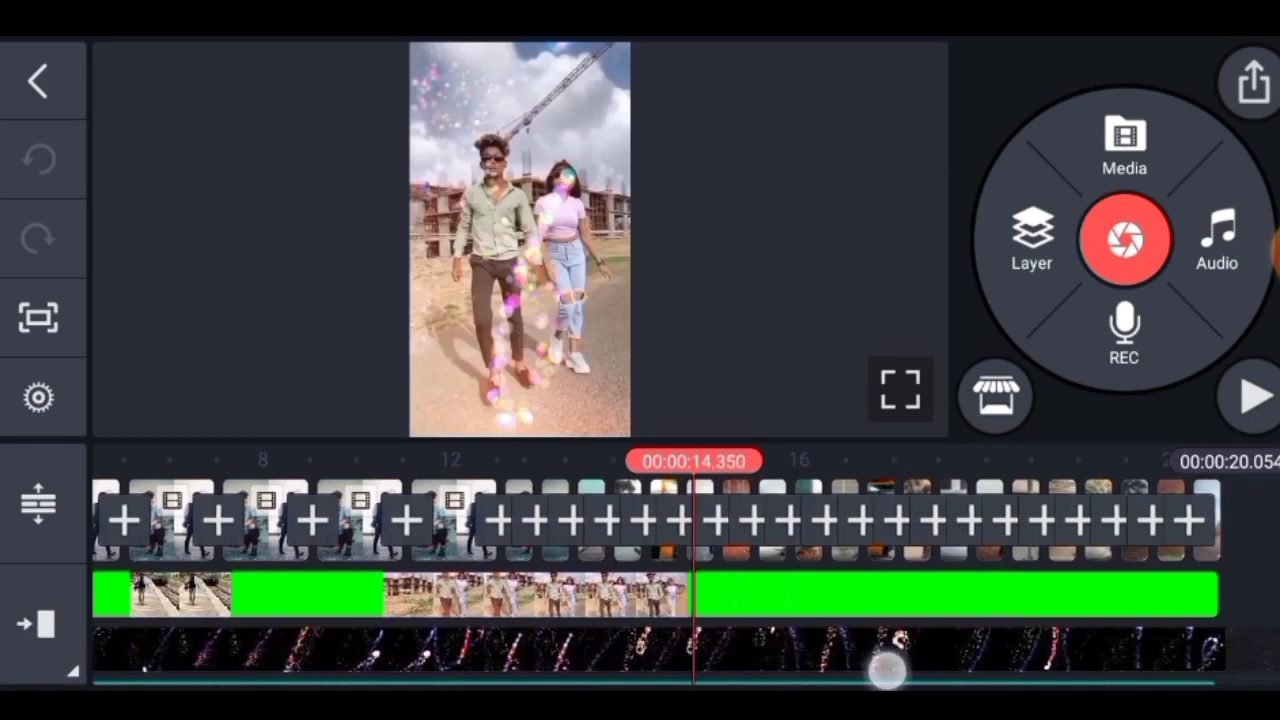 Media
Layer
Audio
REC
8
12
00:00:14.350
16
00:00:20.054